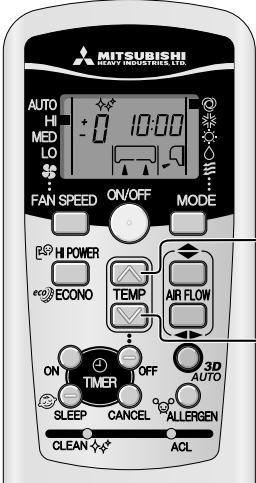 MITSUBISHI
HEAVY INDUSTRIES, LTD.
AUTO
HI
MED
LO
+
- 0
10:00
FAN SPEED
ON/OFF
MODE
HI POWER
eco ECONO
TEMP
AIR FLOW
ON
TIMER
OFF
3D
AUTO
SLEEP
CANCEL
ALLERGEN
CLEAN
ACL